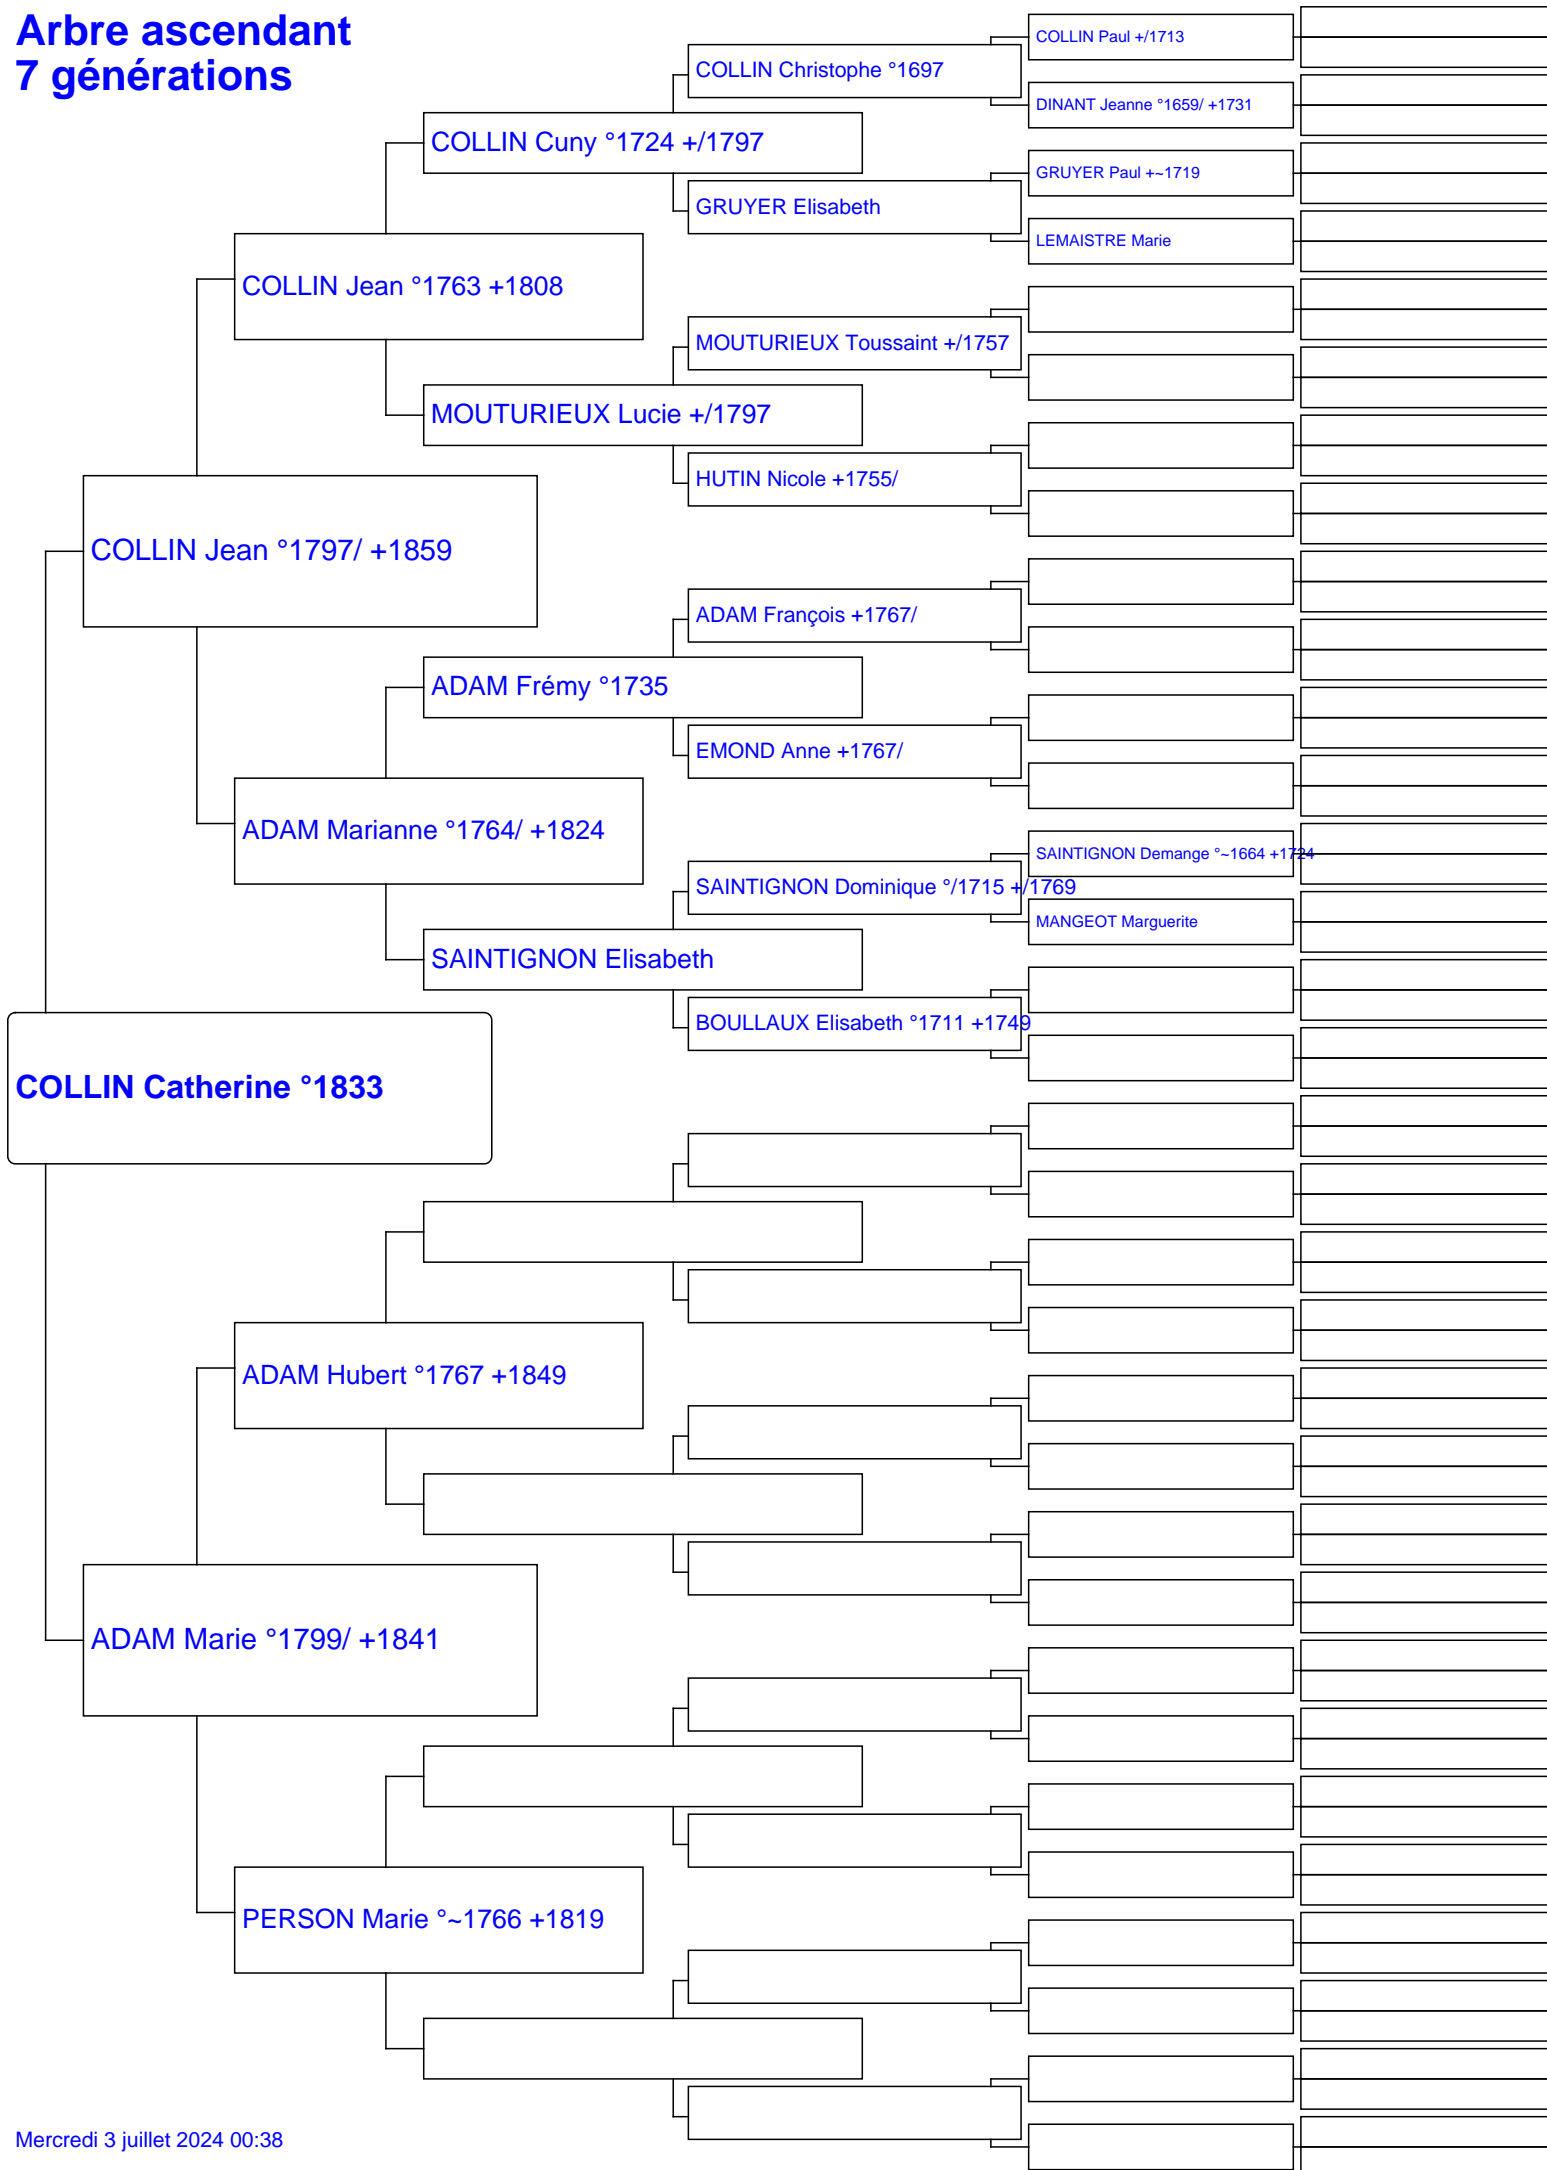 Arbre ascendant
7 générations
COLLIN Paul +/1713
COLLIN Christophe °1697
DINANT Jeanne °1659/ +1731
COLLIN Cuny °1724 +/1797
GRUYER Paul +~1719
GRUYER Elisabeth
LEMAISTRE Marie
COLLIN Jean °1763 +1808
MOUTURIEUX Toussaint +/1757
MOUTURIEUX Lucie +/1797
HUTIN Nicole +1755/
COLLIN Jean °1797/ +1859
ADAM François +1767/
ADAM Frémy °1735
EMOND Anne +1767/
ADAM Marianne °1764/ +1824
SAINTIGNON Demange °~1664 +1724
SAINTIGNON Dominique °/1715 +/1769
MANGEOT Marguerite
SAINTIGNON Elisabeth
BOULLAUX Elisabeth °1711 +1749
COLLIN Catherine °1833
ADAM Hubert °1767 +1849
ADAM Marie °1799/ +1841
PERSON Marie °~1766 +1819
Mercredi 3 juillet 2024 00:38